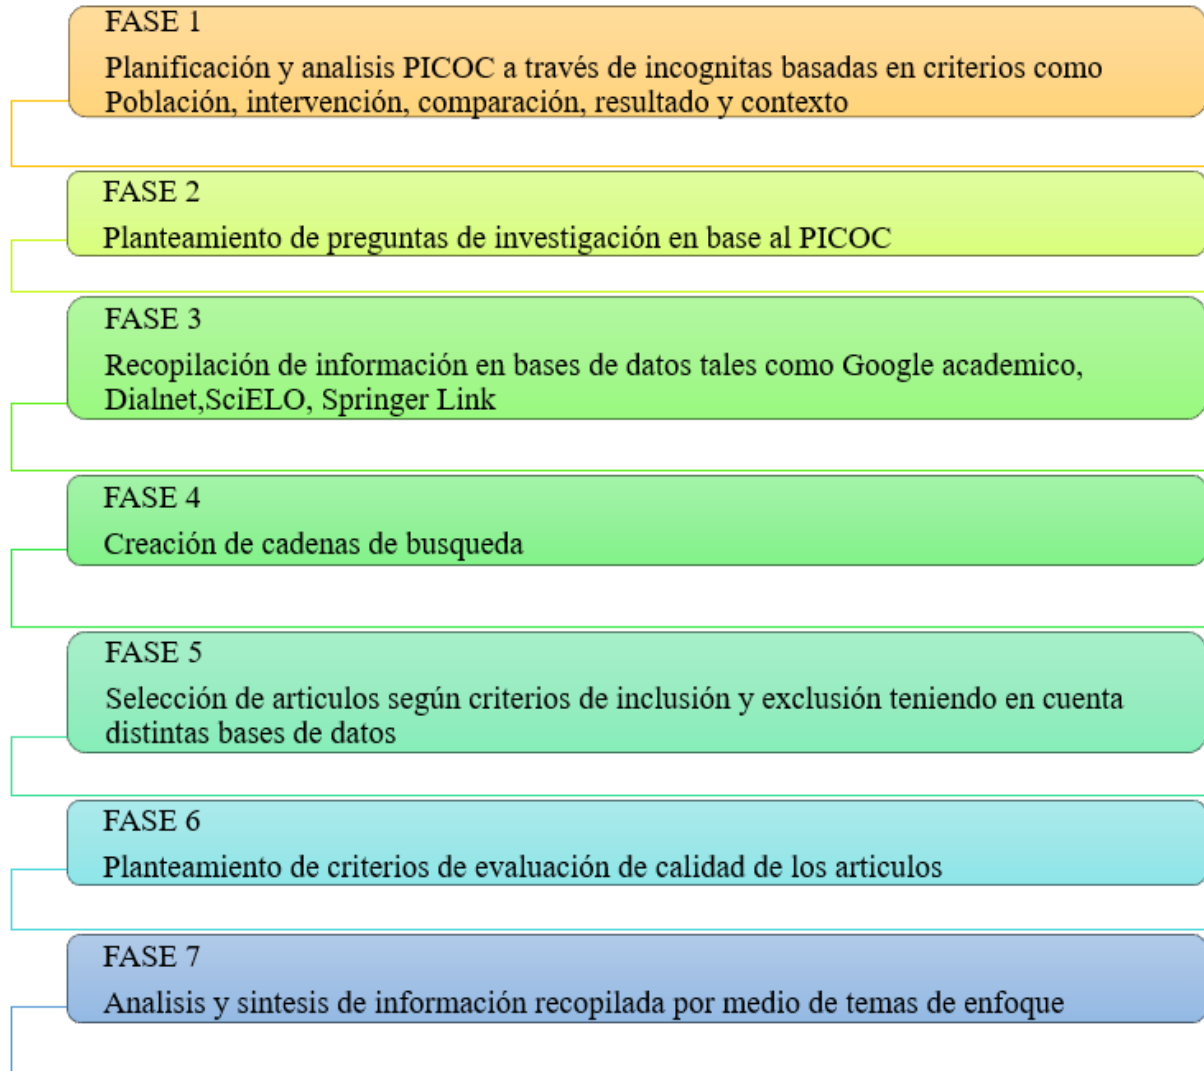 FASE 1
Planificación y analisis PICOC a través de incognitas basadas en criterios como
Población, intervención, comparación, resultado y contexto
FASE 2
Planteamiento de preguntas de investigación en base al PICOC
FASE 3
Recopilación de información en bases de datos tales como Google academico,
Dialnet,SciELO, Springer Link
FASE 4
Creación de cadenas de busqueda
FASE 5
Selección de articulos según criterios de inclusión y exclusión teniendo en cuenta
distintas bases de datos
FASE 6
Planteamiento de criterios de evaluación de calidad de los articulos
FASE 7
Analisis y sintesis de información recopilada por medio de temas de enfoque